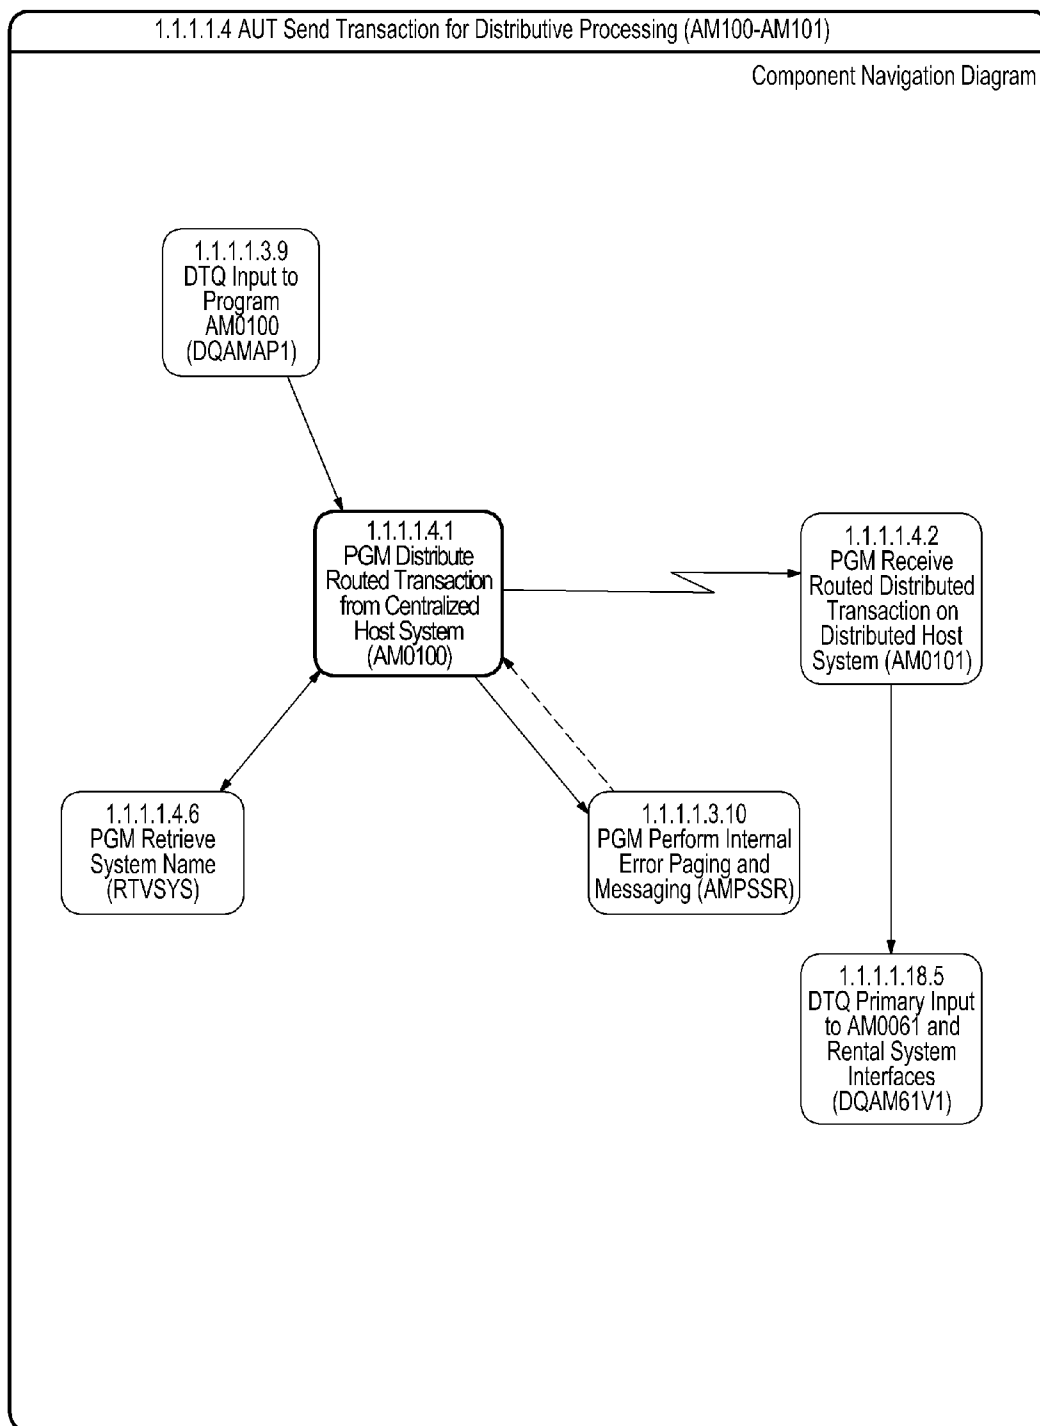 1.1.1.1.4 AUT Send Transaction for Distributive Processing (AM100-AM101)
Component Navigation Diagram
1.1.1.1.3.9
DTQ Input to
Program
AM0100
(DQAMAP1)
1.1.1.1.4.1
PGM Distribute
Routed Transaction
from Centralized
Host System
(AM0100)
1.1.1.1.4.2
PGM Receive
Routed Distributed
Transaction on
Distributed Host
System (AM0101)
1.1.1.1.4.6
PGM Retrieve
System Name
(RTVSYS)
1.1.1.1.3.10
PGM Perform Internal
Error Paging and
Messaging (AMPSSR)
1.1.1.1.18.5
DTQ Primary Input
to AM0061 and
Rental System
Interfaces
(DQAM61V1)